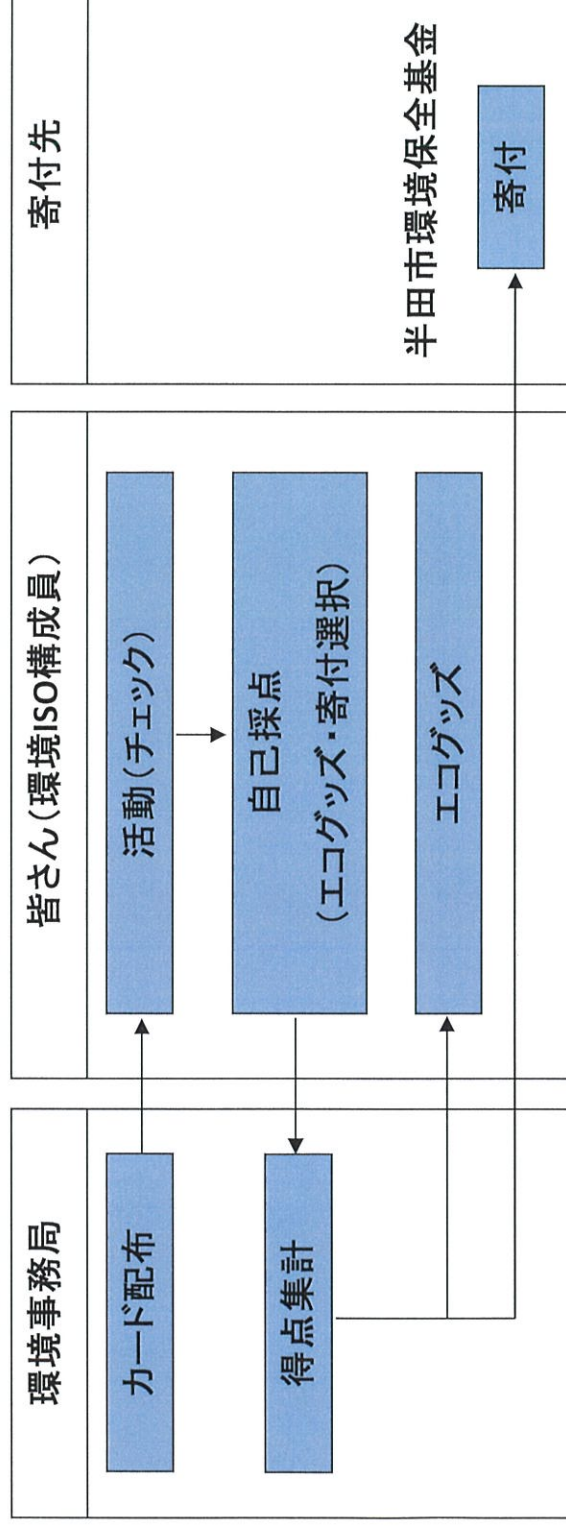 環境事務局
カード配布
得点集計
皆さん(環境ISO構成員)
活動(チェック)
自己採点
(エコグッズ・寄付選択)
エコグッズ
寄付先
半田市環境保全基金
寄付